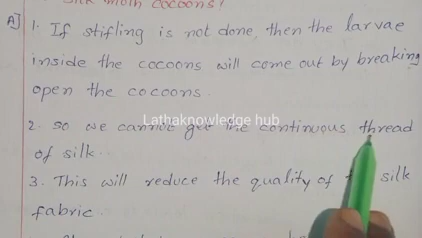 silk moth cocoons?
A] 1. If stifling is not done, then the larvae
inside the cocoons will come out by breaking
open the cocoons.
Lathaknowledge hub
2. so we cannot get the continuous thread
of silk.
3. This will reduce the quality of silk
fabric.